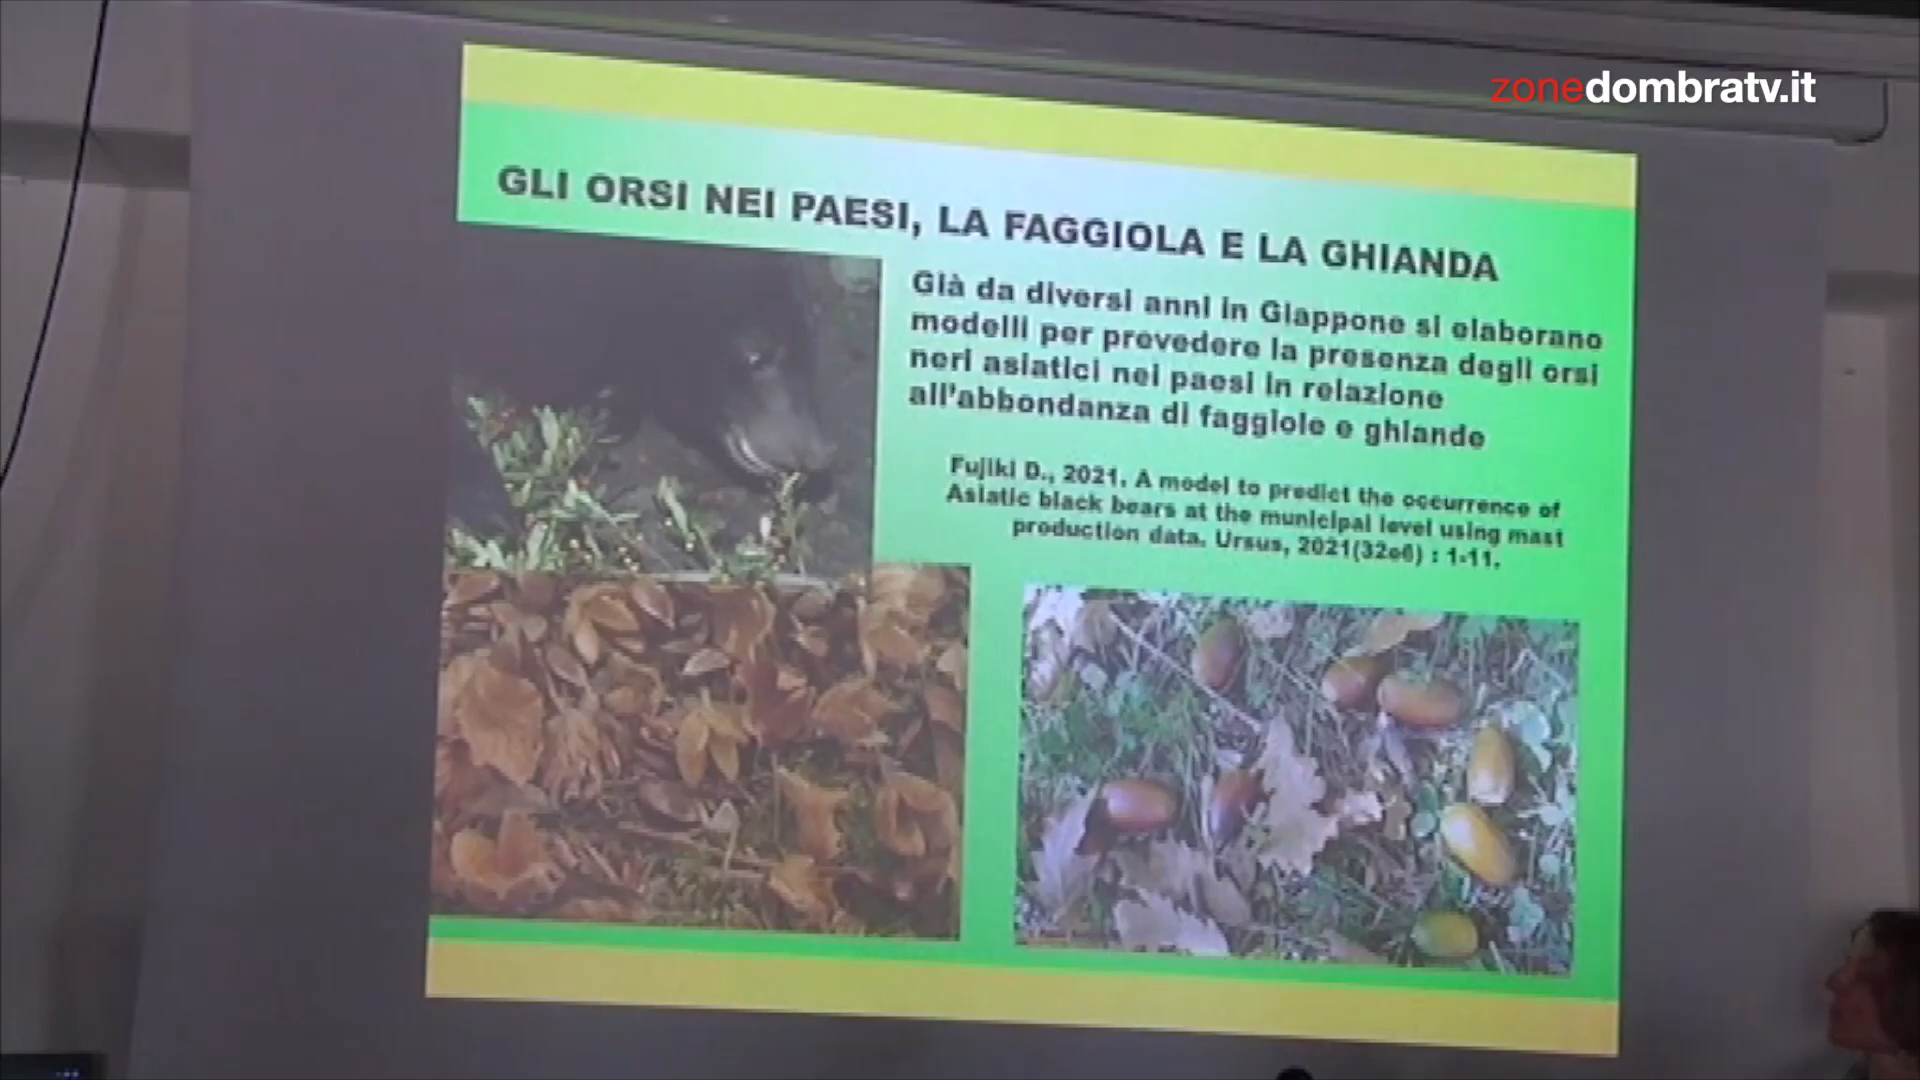 zonedombratv.it
GLI ORSI NEI PAESI, LA FAGGIOLA E LA GHIANDA
Già da diversi anni in Giappone si elaborano
modelli per prevedere la presenza degli orsi
neri asiatici nei paesi in relazione
all'abbondanza di faggiole e ghiande
Fujiki D., 2021. A model to predict the occurrence of
Asiatic black bears at the municipal level using mast
production data. Ursus, 2021(32e6) : 1-11.